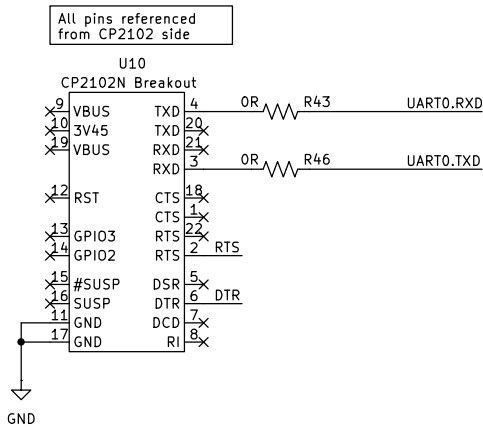 All pins referenced
from CP2102 side
U10
CP2102N Breakout
9 VBUS TXD 4 0R R43 UART0.RXD
10 3V45 TXD 20
19 VBUS RXD 21
RXD 3 0R R46 UART0.TXD
12 RST CTS 18
CTS 1
13 GPIO3 RTS 22
14 GPIO2 RTS 2 RTS
15 #SUSP DSR 5
16 SUSP DTR 6 DTR
11 GND DCD 7
17 GND RI 8
GND